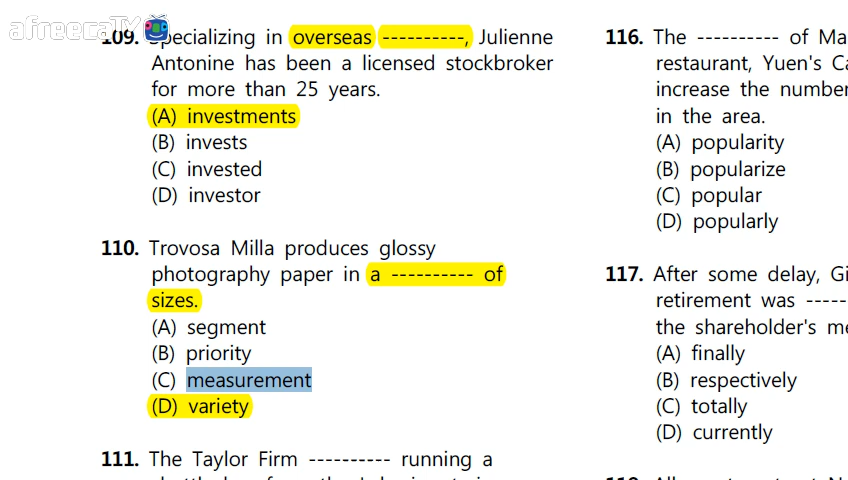 afreecaTV
109. Specializing in overseas ----------, Julienne
Antonine has been a licensed stockbroker
for more than 25 years.
(A) investments
(B) invests
(C) invested
(D) investor
110. Trovosa Milla produces glossy
photography paper in a ---------- of
sizes.
(A) segment
(B) priority
(C) measurement
(D) variety
111. The Taylor Firm ---------- running a
116. The ---------- of Ma
restaurant, Yuen's Ca
increase the number
in the area.
(A) popularity
(B) popularize
(C) popular
(D) popularly
117. After some delay, Gi
retirement was -----
the shareholder's me
(A) finally
(B) respectively
(C) totally
(D) currently